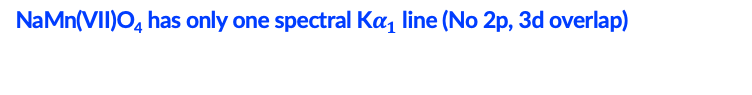 NaMn(VII)O₄ has only one spectral Kα₁ line (No 2p, 3d overlap)